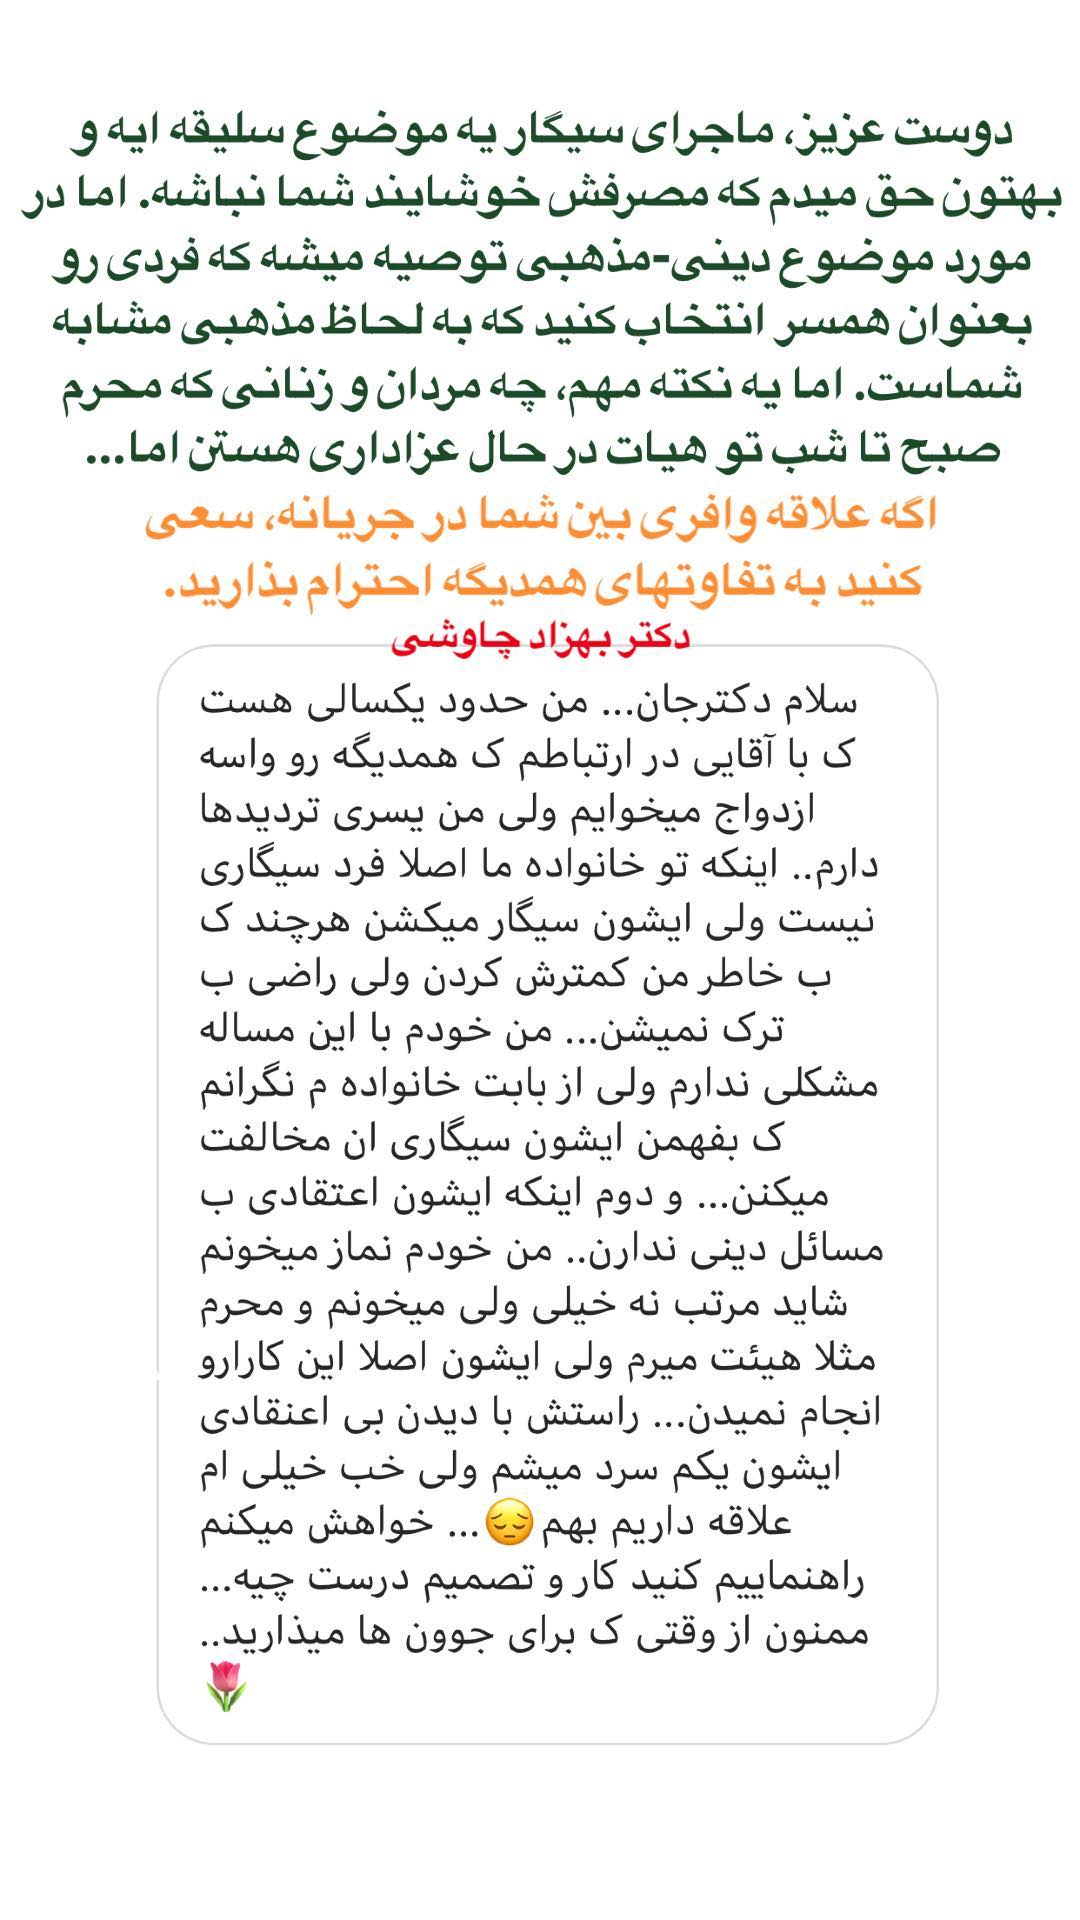 دوست عزیز، ماجرای سیگار یه موضوع سلیقه ایه و
بهتون حق میدم که مصرفش خوشایند شما نباشه. اما در
مورد موضوع دینی-مذهبی توصیه میشه که فردی رو
بعنوان همسر انتخاب کنید که به لحاظ مذهبی مشابه
شماست. اما یه نکته مهم، چه مردان و زنانی که محرم
صبح تا شب تو هیات در حال عزاداری هستن اما...
اگه علاقه وافری بین شما در جریانه، سعی
کنید به تفاوتهای همدیگه احترام بذارید.
دکتر بهزاد چاوشی
سلام دکترجان... من حدود یکسالی هست
ک با آقایی در ارتباطم ک همدیگه رو واسه
ازدواج میخوایم ولی من یسری تردیدها
دارم.. اینکه تو خانواده ما اصلا فرد سیگاری
نیست ولی ایشون سیگار میکشن هرچند ک
ب خاطر من کمترش کردن ولی راضی ب
ترک نمیشن... من خودم با این مساله
مشکلی ندارم ولی از بابت خانواده م نگرانم
ک بفهمن ایشون سیگاری ان مخالفت
میکنن... و دوم اینکه ایشون اعتقادی ب
مسائل دینی ندارن.. من خودم نماز میخونم
شاید مرتب نه خیلی ولی میخونم و محرم
مثلا هیئت میرم ولی ایشون اصلا این کارارو
انجام نمیدن... راستش با دیدن بی اعنقادی
ایشون یکم سرد میشم ولی خب خیلی ام
علاقه داریم بهم😔... خواهش میکنم
راهنماییم کنید کار و تصمیم درست چیه...
ممنون از وقتی ک برای جوون ها میذارید..
🌷